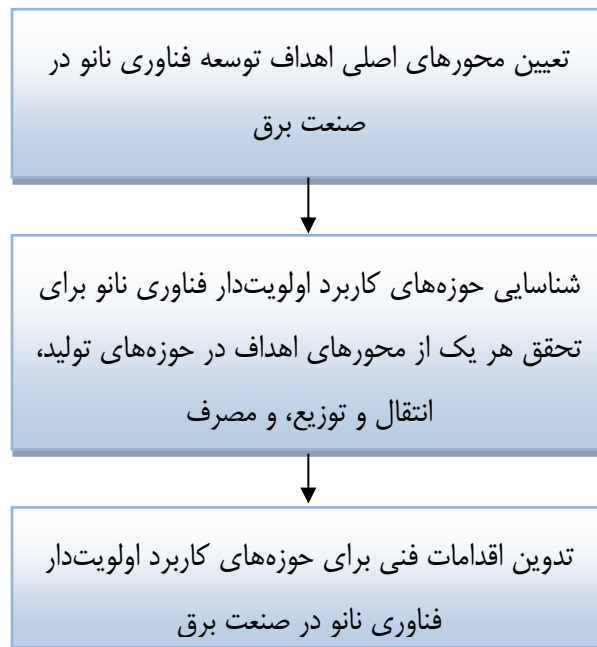 تعیین محورهای اصلی اهداف توسعه فناوری نانو در
صنعت برق
شناسایی حوزه‌های کاربرد اولویت‌دار فناوری نانو برای
تحقق هر یک از محورهای اهداف در حوزه‌های تولید،
انتقال و توزیع، و مصرف
تدوین اقدامات فنی برای حوزه‌های کاربرد اولویت‌دار
فناوری نانو در صنعت برق